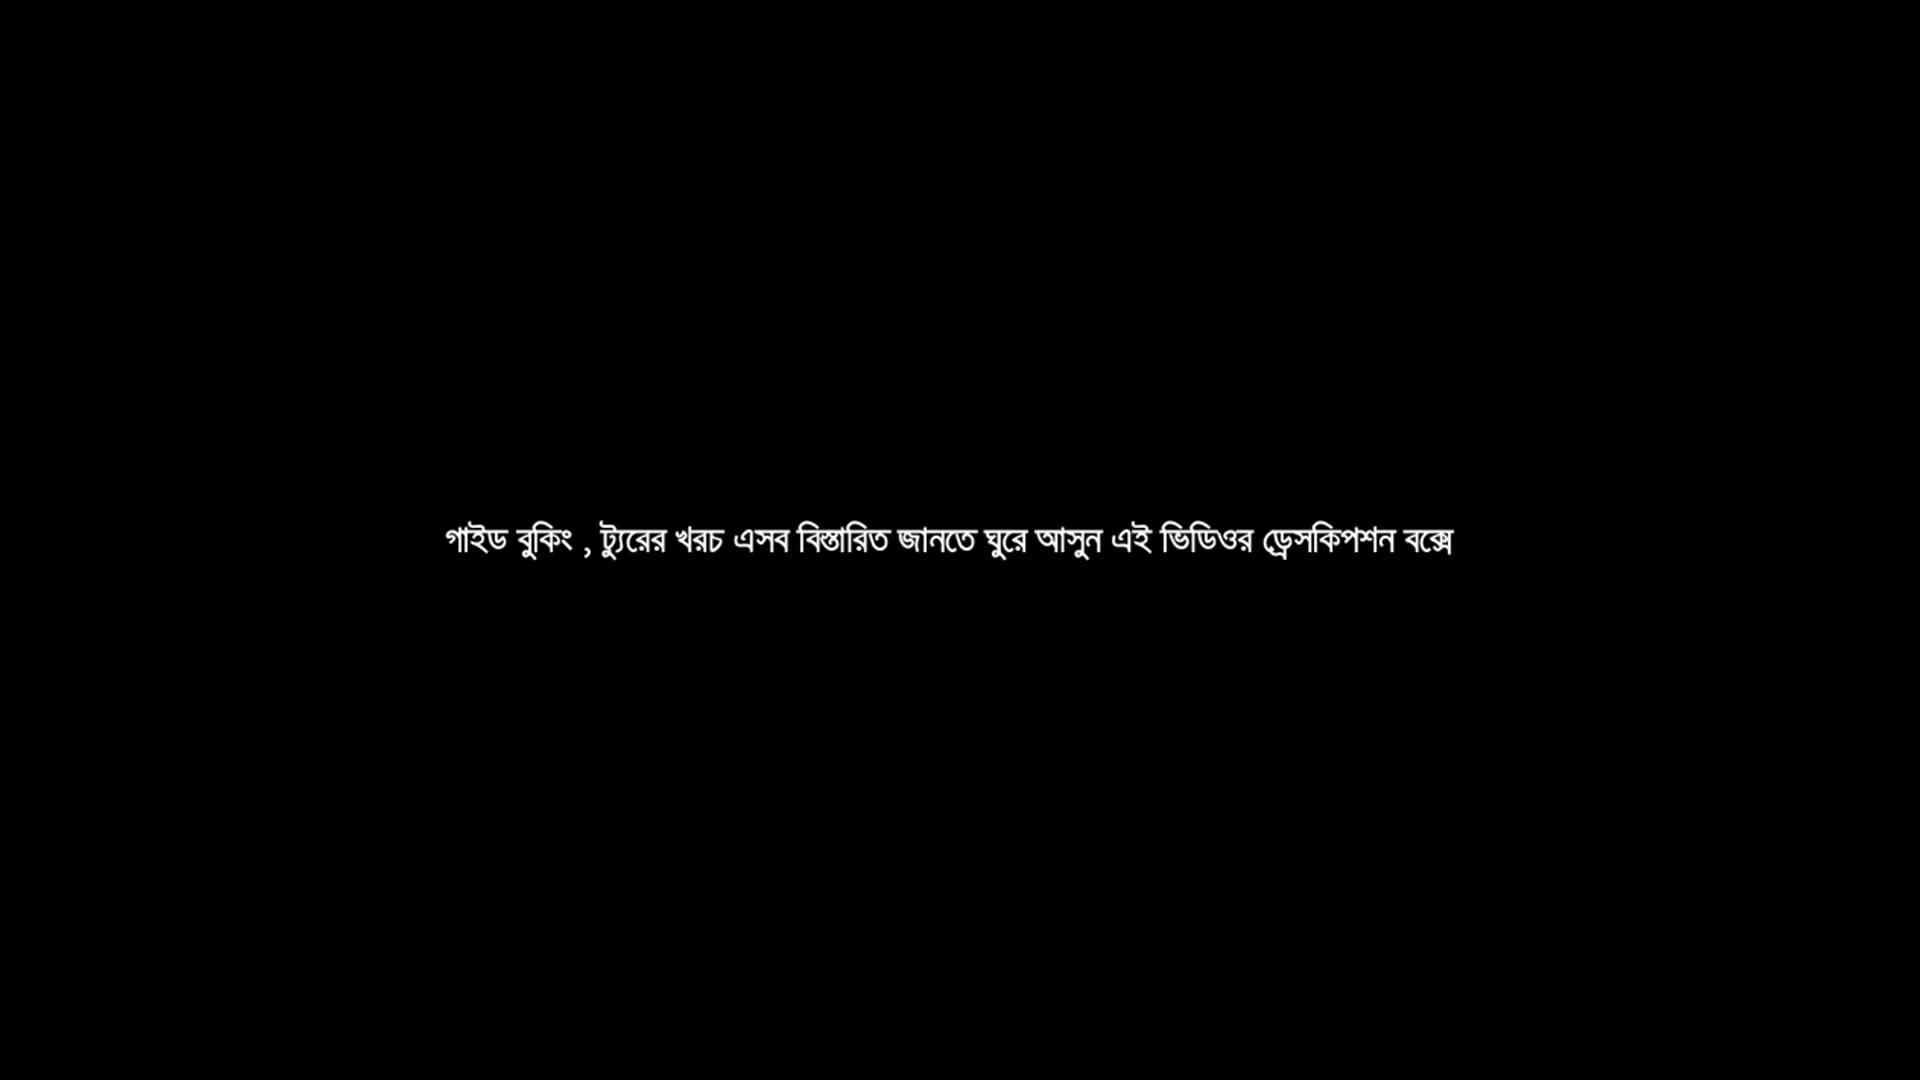 গাইড বুকিং , ট্যুরের খরচ এসব বিস্তারিত জানতে ঘুরে আসুন এই ভিডিওর ড্রেসকিপশন বক্সে